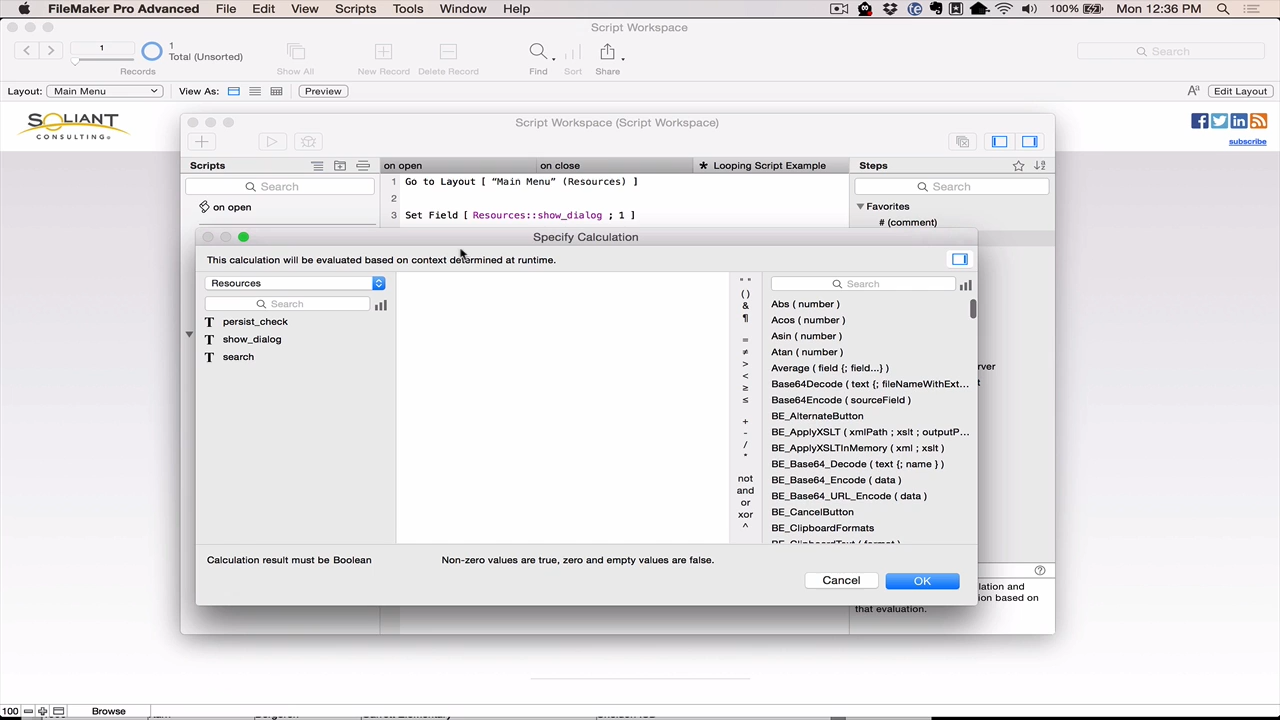 FileMaker Pro Advanced File Edit View Scripts Tools Window Help 100% Mon 12:36 PM
Script Workspace
1 1
Total (Unsorted)
Search
Records Show All New Record Delete Record Find Sort Share
Layout: Main Menu View As: Preview Aa Edit Layout
SOLIANT
CONSULTING
subscribe
Script Workspace (Script Workspace)
Scripts on open on close * Looping Script Example Steps
Search 1 Go to Layout [ “Main Menu” (Resources) ] Search
2 Favorites
on open # (comment)
3 Set Field [ Resources::show_dialog ; 1 ]
Specify Calculation
This calculation will be evaluated based on context determined at runtime.
Resources " " Search
Search ( )
&
¶
persist_check
show_dialog
search
=
≠
>
<
≥
≤
+
-
/
*
not
and
or
xor
^
Abs ( number )
Acos ( number )
Asin ( number )
Atan ( number )
Average ( field {; field...} )
Base64Decode ( text {; fileNameWithExt...
Base64Encode ( sourceField )
BE_AlternateButton
BE_ApplyXSLT ( xmlPath ; xslt ; outputP...
BE_ApplyXSLTInMemory ( xml ; xslt )
BE_Base64_Decode ( text {; name } )
BE_Base64_Encode ( data )
BE_Base64_URL_Encode ( data )
BE_CancelButton
BE_ClipboardFormats
BE_ClipboardText ( format )
Calculation result must be Boolean Non-zero values are true, zero and empty values are false.
Cancel OK
and
on based on
that evaluation.
100 Browse